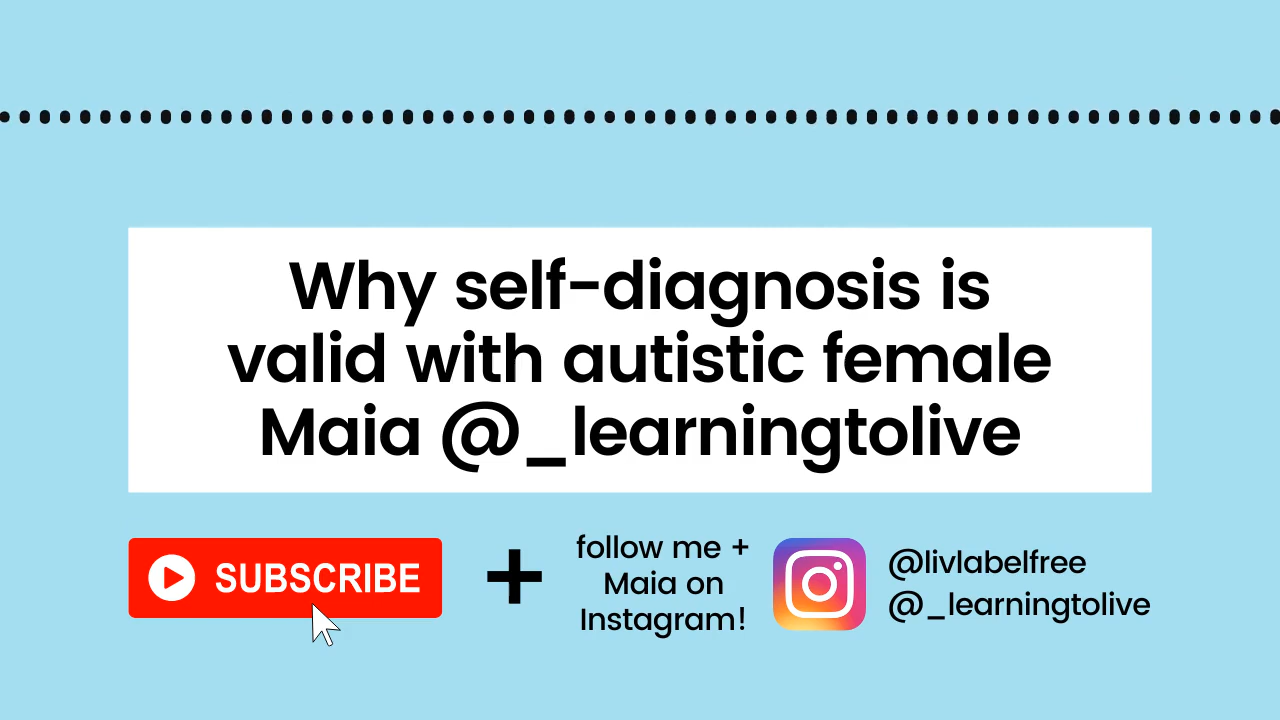 Why self-diagnosis is
valid with autistic female
Maia @_learningtolive
SUBSCRIBE
+
follow me +
Maia on
Instagram!
@livlabelfree
@_learningtolive